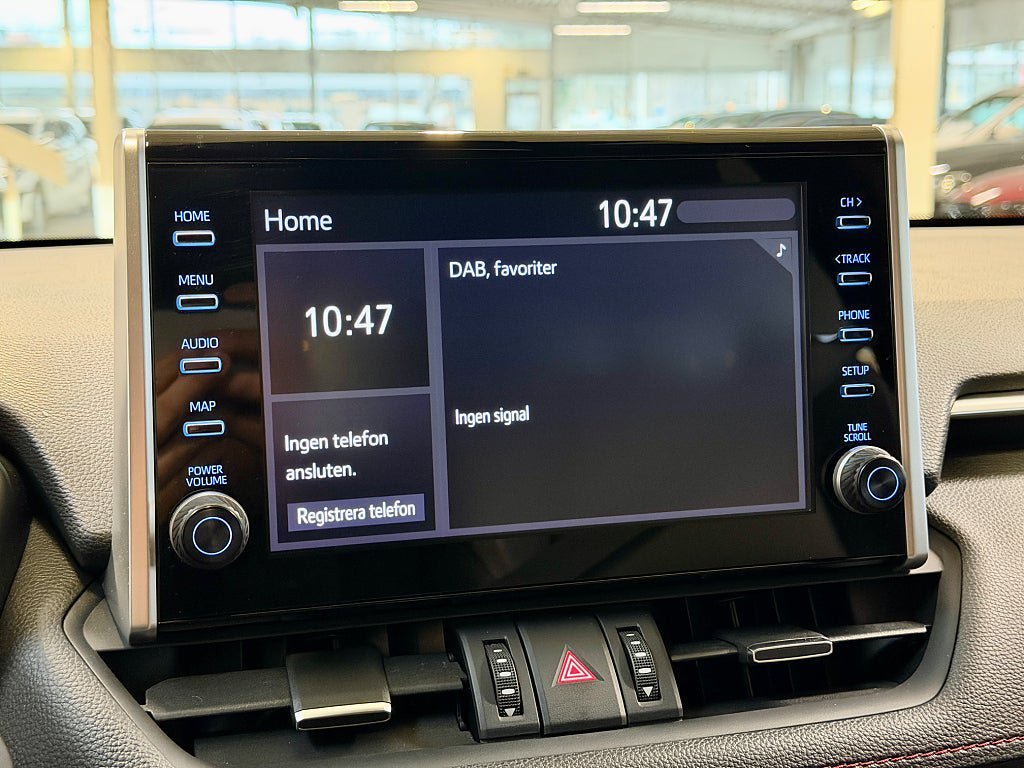 HOME
MENU
AUDIO
MAP
POWER
VOLUME
Home
10:47
10:47
Ingen telefon
ansluten.
Registrera telefon
DAB, favoriter
Ingen signal
CH>
<TRACK
PHONE
SETUP
TUNE
SCROLL